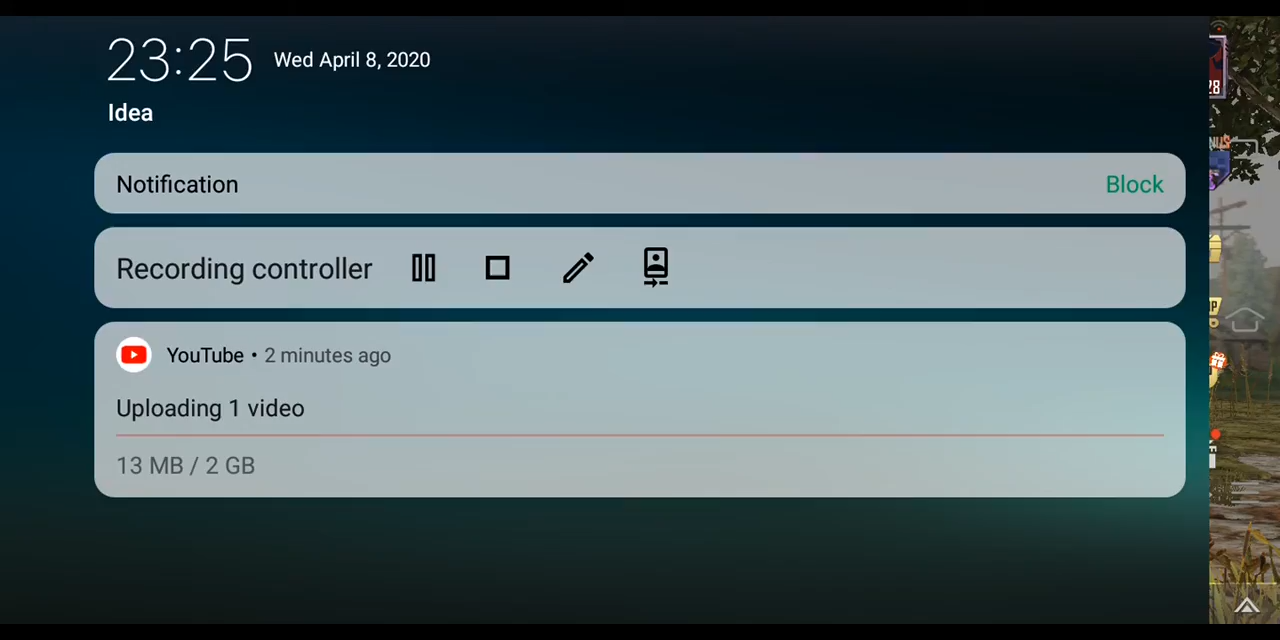 23:25 Wed April 8, 2020
Idea
Notification Block
Recording controller
YouTube • 2 minutes ago
Uploading 1 video
13 MB / 2 GB
28